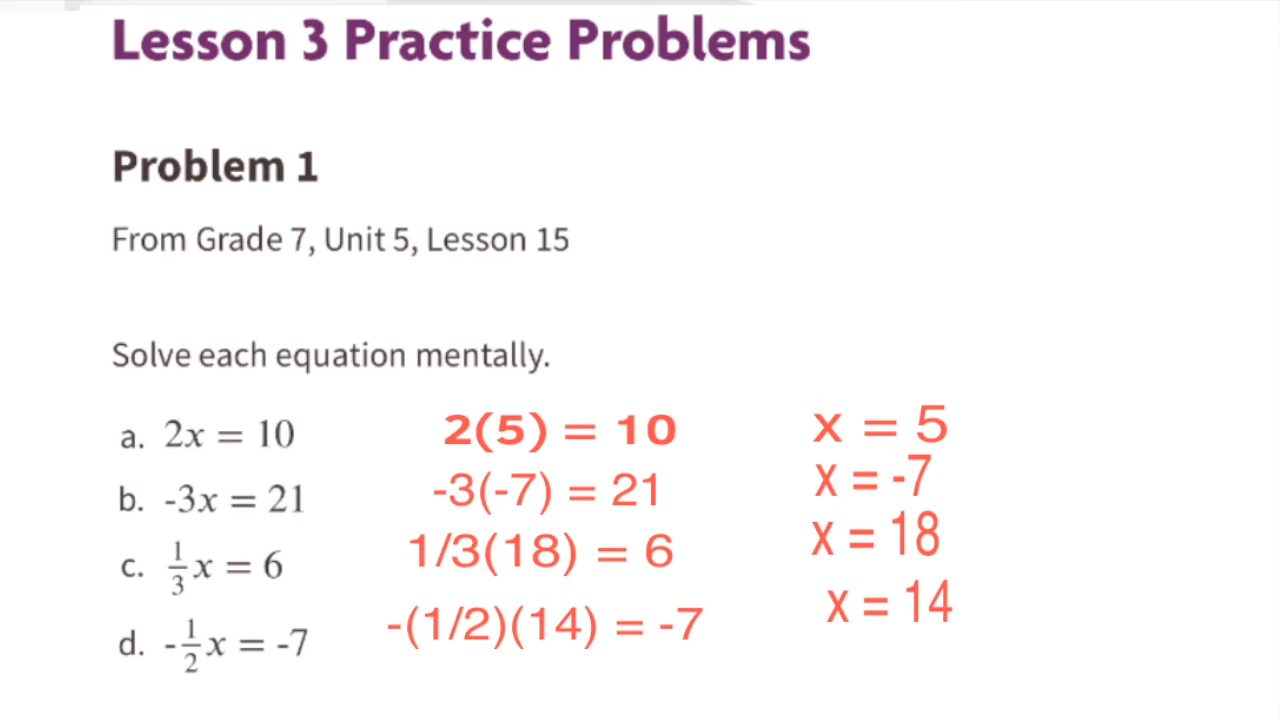 Lesson 3 Practice Problems
Problem 1
From Grade 7, Unit 5, Lesson 15
Solve each equation mentally.
a. 2x = 10 2(5) = 10 x = 5
b. -3x = 21 -3(-7) = 21 x = -7
c. 1/3 x = 6 1/3(18) = 6 x = 18
d. -1/2 x = -7 -(1/2)(14) = -7 x = 14